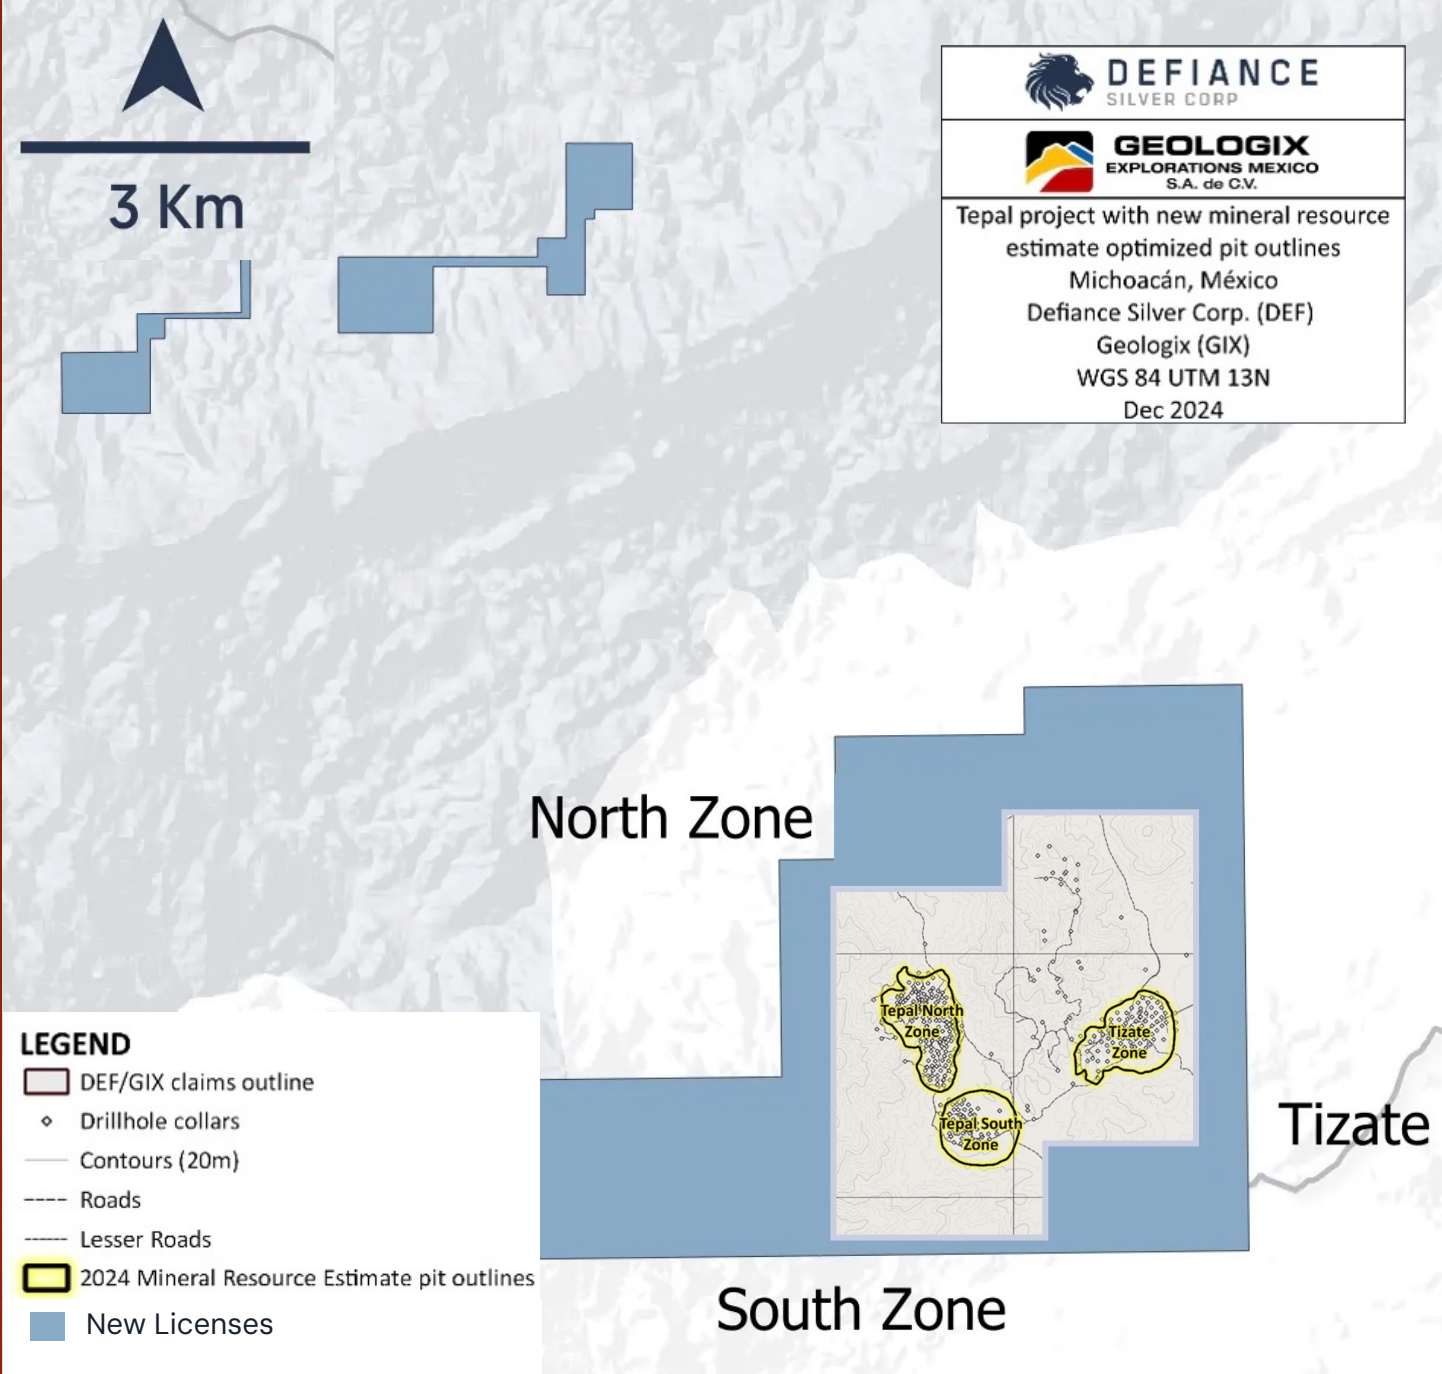 3 Km
DEFIANCE
SILVER CORP
GEOLOGIX
EXPLORATIONS MEXICO
S.A. de C.V.
Tepal project with new mineral resource
estimate optimized pit outlines
Michoacán, México
Defiance Silver Corp. (DEF)
Geologix (GIX)
WGS 84 UTM 13N
Dec 2024
North Zone
Tepal North
Zone
Tizate
Zone
Tepal South
Zone
Tizate
South Zone
LEGEND
DEF/GIX claims outline
Drillhole collars
Contours (20m)
Roads
Lesser Roads
2024 Mineral Resource Estimate pit outlines
New Licenses